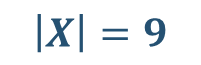 |X| = 9